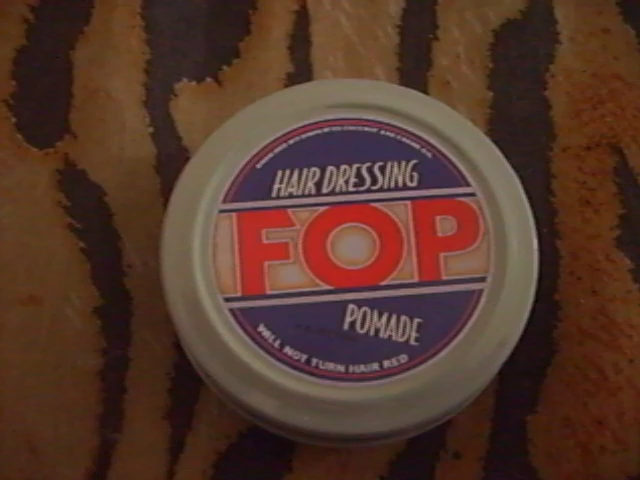 HAIR DRESSING
FOP
POMADE
WILL NOT TURN HAIR RED